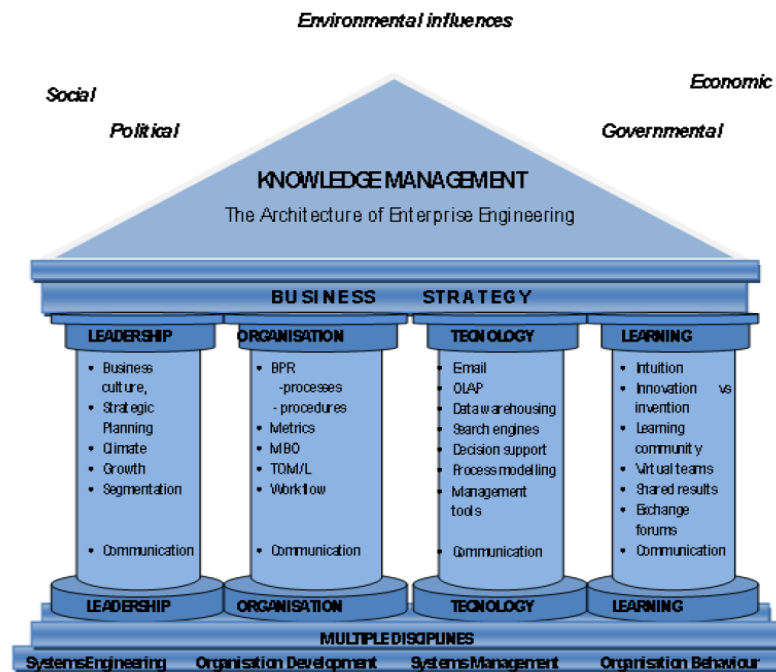 Environmental influences
Social
Economic
Political
Governmental
KNOWLEDGE MANAGEMENT
The Architecture of Enterprise Engineering
BUSINESS STRATEGY
LEADERSHIP
• Business culture,
• Strategic Planning
• Climate
• Growth
• Segmentation
• Communication
LEADERSHIP
ORGANISATION
• BPR
-processes
- procedures
• Metrics
• MBO
• TQM/L
• Workflow
• Communication
ORGANISATION
TECNOLOGY
• Email
• OLAP
• Data warehousing
• Search engines
• Decision support
• Process modelling
• Management tools
• Communication
TECNOLOGY
LEARNING
• Intuition
• Innovation vs invention
• Learning community
• Virtual teams
• Shared results
• Exchange forums
• Communication
LEARNING
MULTIPLE DISCIPLINES
Systems Engineering Organisation Development Systems Management Organisation Behaviour